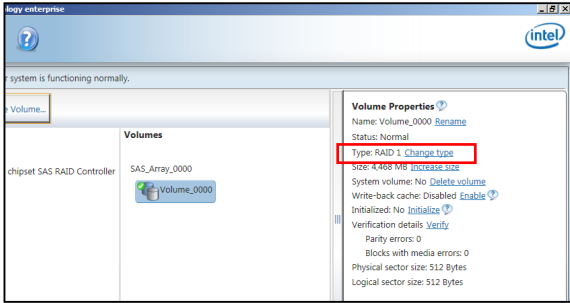 ology enterprise
intel
r system is functioning normally.
e Volume...
Volumes
chipset SAS RAID Controller
SAS_Array_0000
Volume_0000
Volume Properties
Name: Volume_0000 Rename
Status: Normal
Type: RAID 1 Change type
Size: 4,468 MB Increase size
System volume: No Delete volume
Write-back cache: Disabled Enable
Initialized: No Initialize
Verification details Verify
Parity errors: 0
Blocks with media errors: 0
Physical sector size: 512 Bytes
Logical sector size: 512 Bytes